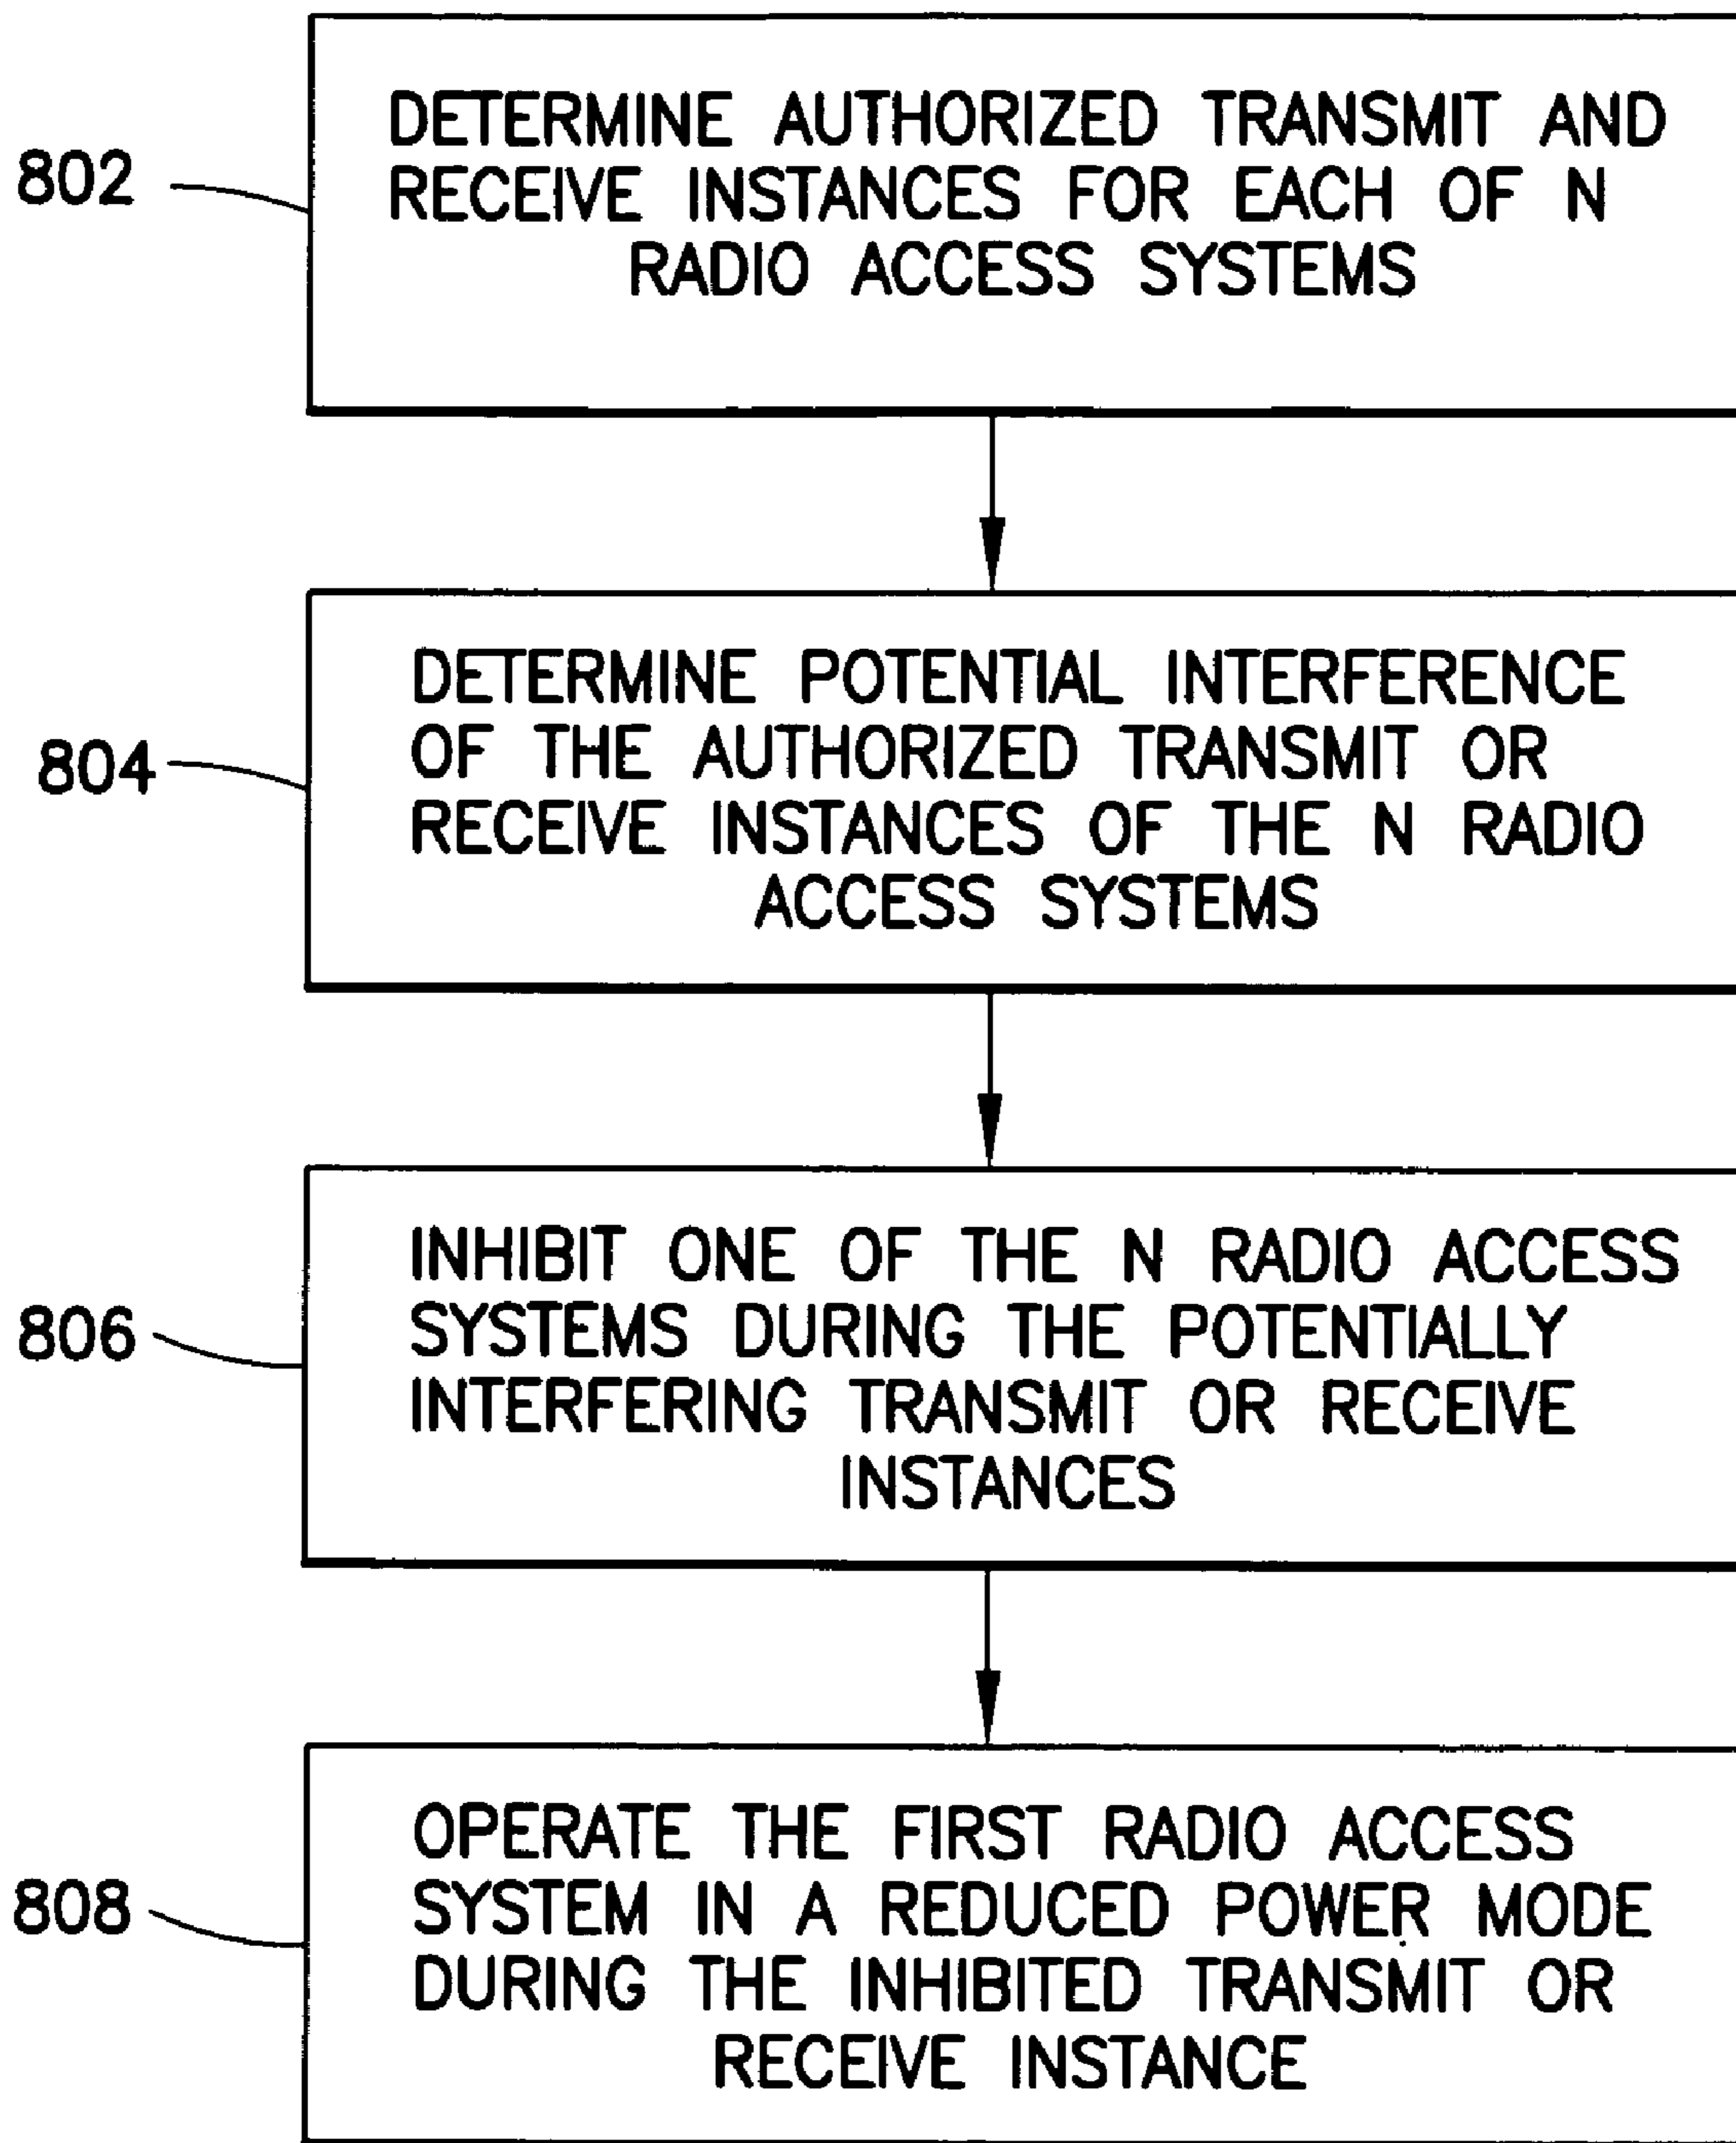 802
DETERMINE AUTHORIZED TRANSMIT AND
RECEIVE INSTANCES FOR EACH OF N
RADIO ACCESS SYSTEMS
804
DETERMINE POTENTIAL INTERFERENCE
OF THE AUTHORIZED TRANSMIT OR
RECEIVE INSTANCES OF THE N RADIO
ACCESS SYSTEMS
806
INHIBIT ONE OF THE N RADIO ACCESS
SYSTEMS DURING THE POTENTIALLY
INTERFERING TRANSMIT OR RECEIVE
INSTANCES
808
OPERATE THE FIRST RADIO ACCESS
SYSTEM IN A REDUCED POWER MODE
DURING THE INHIBITED TRANSMIT OR
RECEIVE INSTANCE